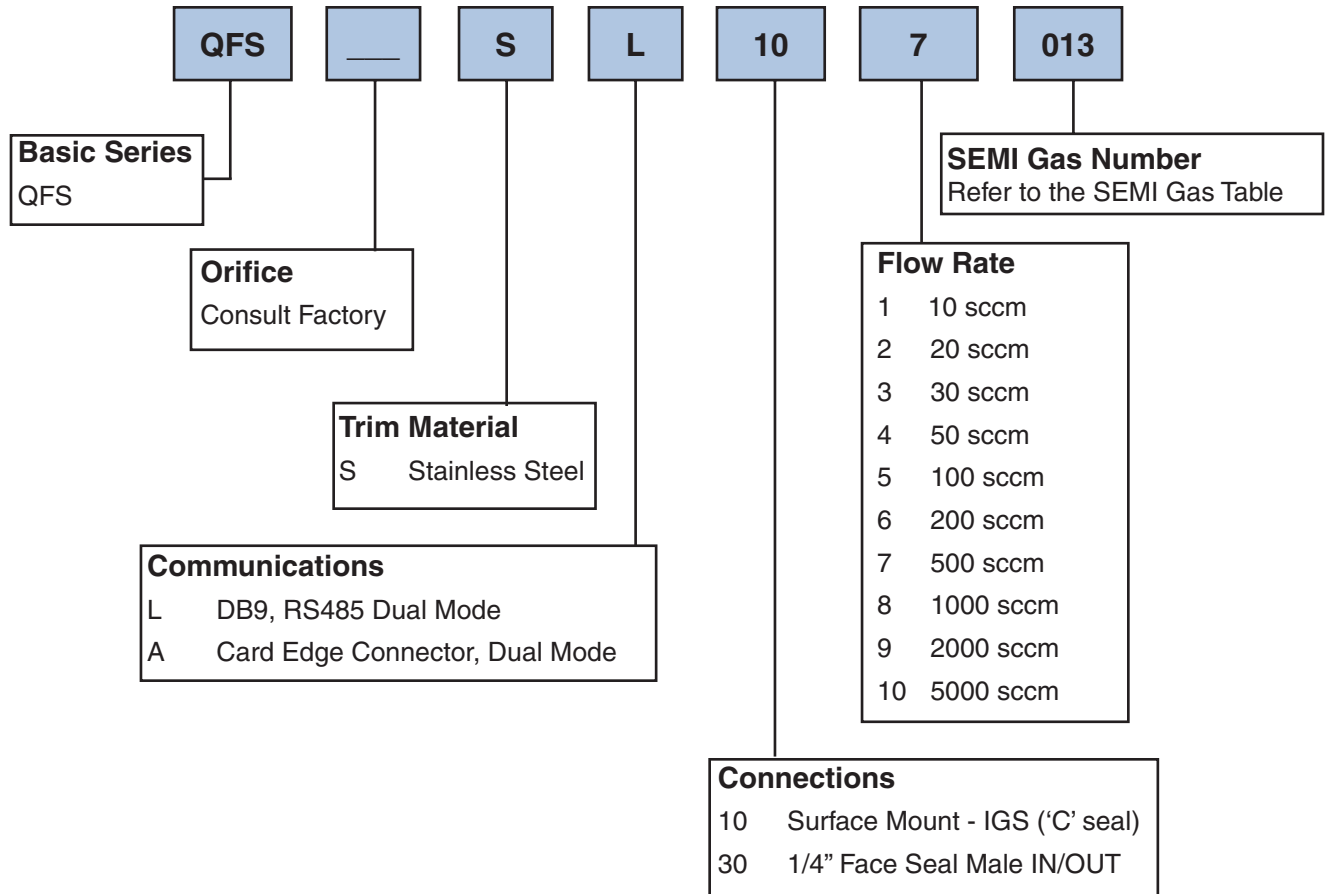 QFS ___ S L 10 7 013
Basic Series
QFS
SEMI Gas Number
Refer to the SEMI Gas Table
Orifice
Consult Factory
Flow Rate
1 10 sccm
2 20 sccm
3 30 sccm
4 50 sccm
5 100 sccm
6 200 sccm
7 500 sccm
8 1000 sccm
9 2000 sccm
10 5000 sccm
Trim Material
S Stainless Steel
Communications
L DB9, RS485 Dual Mode
A Card Edge Connector, Dual Mode
Connections
10 Surface Mount - IGS (‘C’ seal)
30 1/4” Face Seal Male IN/OUT